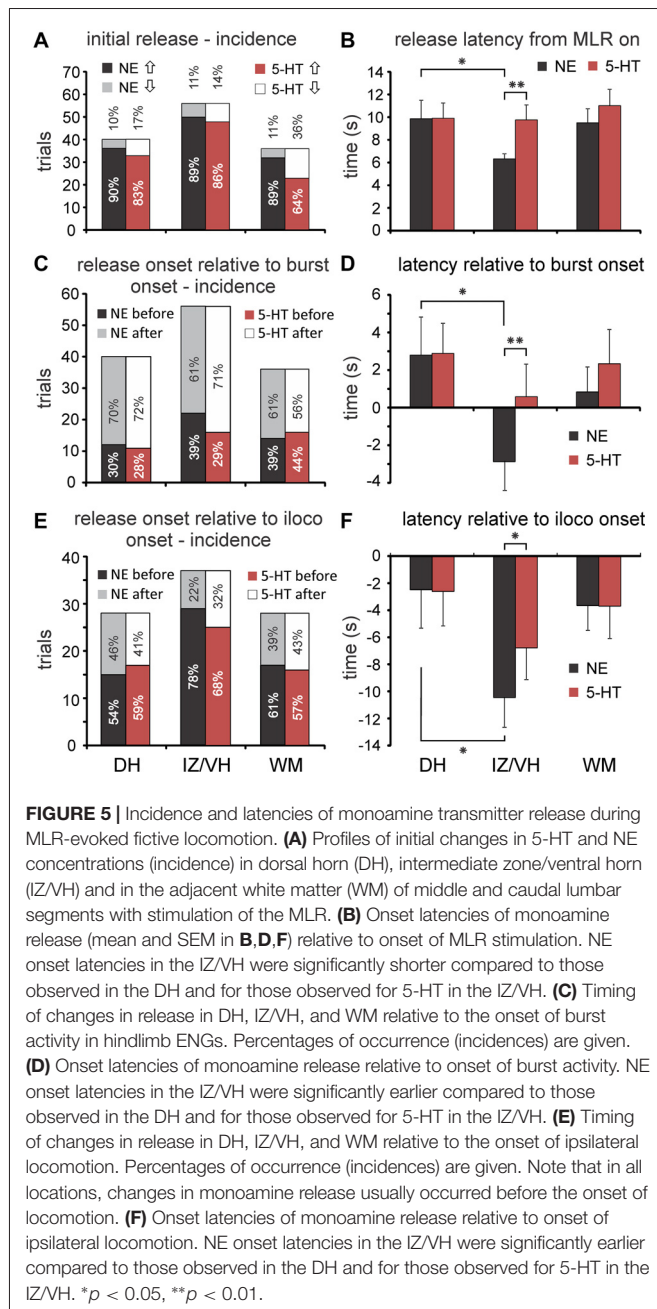 A initial release - incidence
NE ⇧ 5-HT ⇧
NE ⇩ 5-HT ⇩
trials
70
60
50
40
30
20
10
0
10% 17% 11% 14% 11% 36%
90% 83% 89% 86% 89% 64%
B release latency from MLR on
NE 5-HT
time (s)
14
12
10
8
6
4
2
0
* **
C release onset relative to burst
onset - incidence
NE before 5-HT before
NE after 5-HT after
trials
60
50
40
30
20
10
0
70% 72% 61% 71% 61% 56%
30% 28% 39% 29% 39% 44%
D latency relative to burst onset
time (s)
6
4
2
0
-2
-4
* **
NE
5-HT
E release onset relative to iloco
onset - incidence
NE before 5-HT before
NE after 5-HT after
trials
40
30
20
10
0
46% 41% 22% 32% 39% 43%
54% 59% 78% 68% 61% 57%
DH IZ/VH WM
F latency relative to iloco onset
time (s)
0
-2
-4
-6
-8
-10
-12
-14
*
NE
5-HT
*
DH IZ/VH WM
FIGURE 5 | Incidence and latencies of monoamine transmitter release during
MLR-evoked fictive locomotion. (A) Profiles of initial changes in 5-HT and NE
concentrations (incidence) in dorsal horn (DH), intermediate zone/ventral horn
(IZ/VH) and in the adjacent white matter (WM) of middle and caudal lumbar
segments with stimulation of the MLR. (B) Onset latencies of monoamine
release (mean and SEM in B,D,F) relative to onset of MLR stimulation. NE
onset latencies in the IZ/VH were significantly shorter compared to those
observed in the DH and for those observed for 5-HT in the IZ/VH. (C) Timing
of changes in release in DH, IZ/VH, and WM relative to the onset of burst
activity in hindlimb ENGs. Percentages of occurrence (incidences) are given.
(D) Onset latencies of monoamine release relative to onset of burst activity. NE
onset latencies in the IZ/VH were significantly earlier compared to those
observed in the DH and for those observed for 5-HT in the IZ/VH. (E) Timing
of changes in release in DH, IZ/VH, and WM relative to the onset of ipsilateral
locomotion. Percentages of occurrence (incidences) are given. Note that in all
locations, changes in monoamine release usually occurred before the onset of
locomotion. (F) Onset latencies of monoamine release relative to onset of
ipsilateral locomotion. NE onset latencies in the IZ/VH were significantly earlier
compared to those observed in the DH and for those observed for 5-HT in the
IZ/VH. *p < 0.05, **p < 0.01.